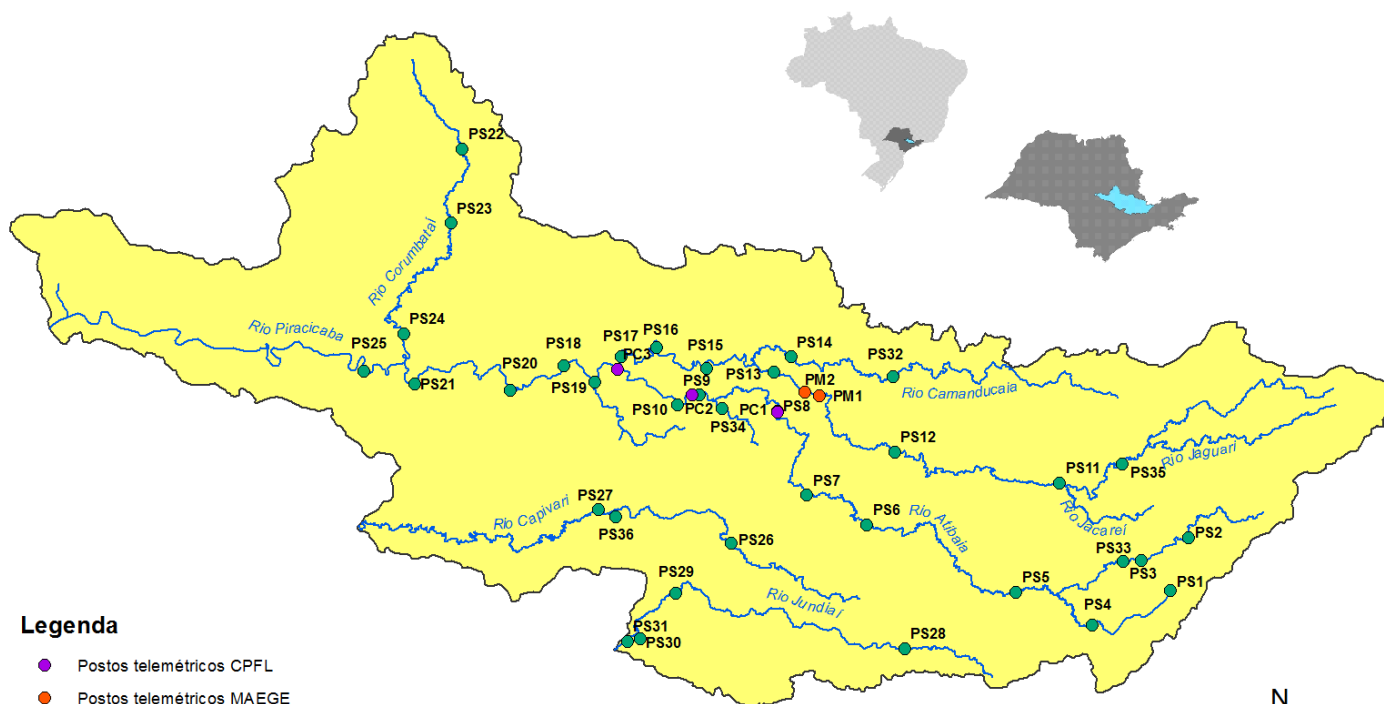 PS22
PS23
Rio Corumbataí
PS24
Rio Piracicaba
PS25
PS21
PS20
PS18
PS19
PS17
PC3
PS16
PS15
PS14
PS13
PS32
Rio Camanducaia
PM2
PM1
PS9
PS10
PC2
PS34
PC1
PS8
PS12
PS11
PS35
Rio Jaguari
Rio Jacareí
PS7
PS6
Rio Atibaia
PS27
Rio Capivari
PS36
PS26
PS33
PS2
PS3
PS1
PS5
PS4
PS29
Rio Jundiaí
PS31
PS30
PS28
Legenda
Postos telemétricos CPFL
Postos telemétricos MAEGE
N